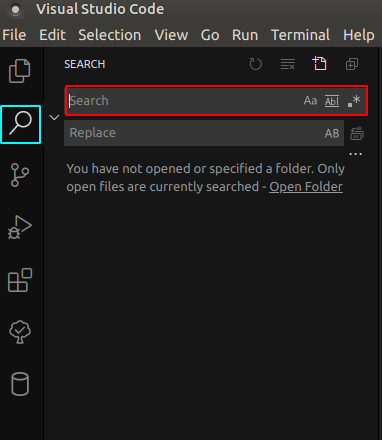 Visual Studio Code
File Edit Selection View Go Run Terminal Help
SEARCH
Search Aa Abl .*
Replace AB
You have not opened or specified a folder. Only
open files are currently searched - Open Folder